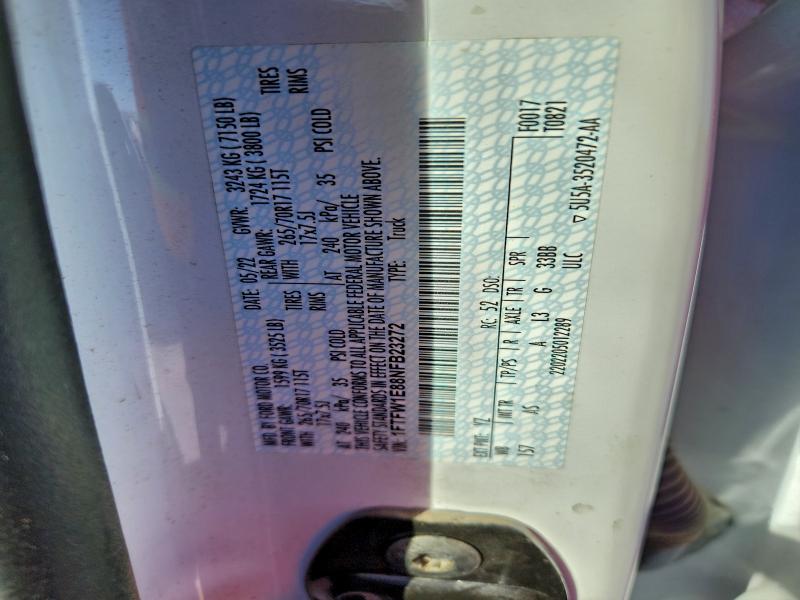 MFD. BY FORD MOTOR CO.
DATE: 05/22 GVWR: 3243 KG (7150 LB)
FRONT GAWR: 1599 KG (3525 LB) REAR GAWR: 1724 KG (3800 LB)
WITH 265/70R17 115T TIRES WITH 265/70R17 115T TIRES
17x7.5J RIMS 17x7.5J RIMS
AT 240 kPa/ 35 PSI COLD AT 240 kPa/ 35 PSI COLD
THIS VEHICLE CONFORMS TO ALL APPLICABLE FEDERAL MOTOR VEHICLE
SAFETY STANDARDS IN EFFECT ON THE DATE OF MANUFACTURE SHOWN ABOVE.
1FTFW1E88NFB23272 TYPE: Truck
EXT PNT: YZ RC: 52 DSO: F0017
WB INT TR TP/PS R AXLE TR SPR T0821
157 AS A L3 G 33BB
2202205012289 ULC ▽ 5U5A-3520472-AA